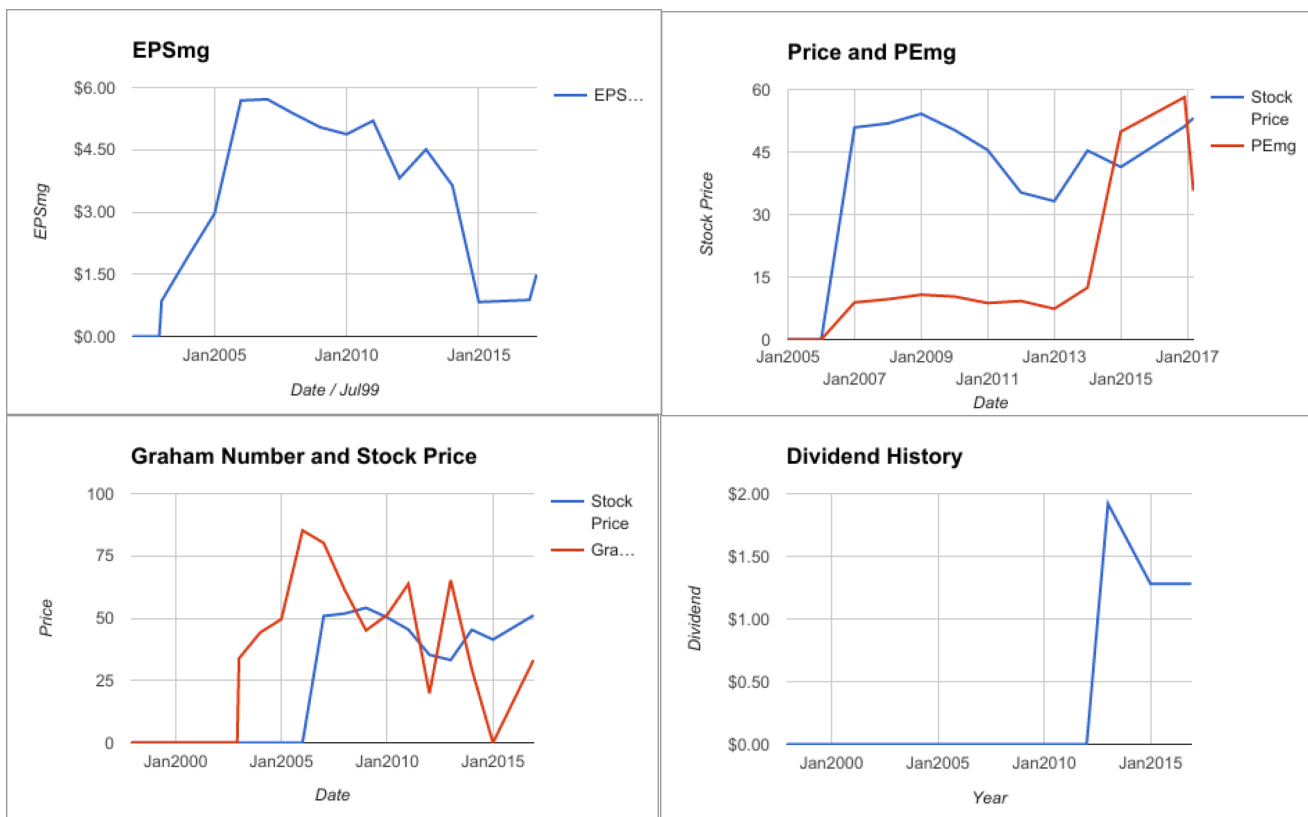 EPSmg
$6.00
$4.50
$3.00
$1.50
$0.00
EPSmg
Jan2005
Jan2010
Jan2015
Date / Jul99
EPS…
Price and PEmg
60
45
30
15
0
Stock Price
Jan2005
Jan2007
Jan2009
Jan2011
Jan2013
Jan2015
Jan2017
Date
Stock
Price
PEmg
Graham Number and Stock Price
100
75
50
25
0
Price
Jan2000
Jan2005
Jan2010
Jan2015
Date
Stock
Price
Gra…
Dividend History
$2.00
$1.50
$1.00
$0.50
$0.00
Dividend
Jan2000
Jan2005
Jan2010
Jan2015
Year